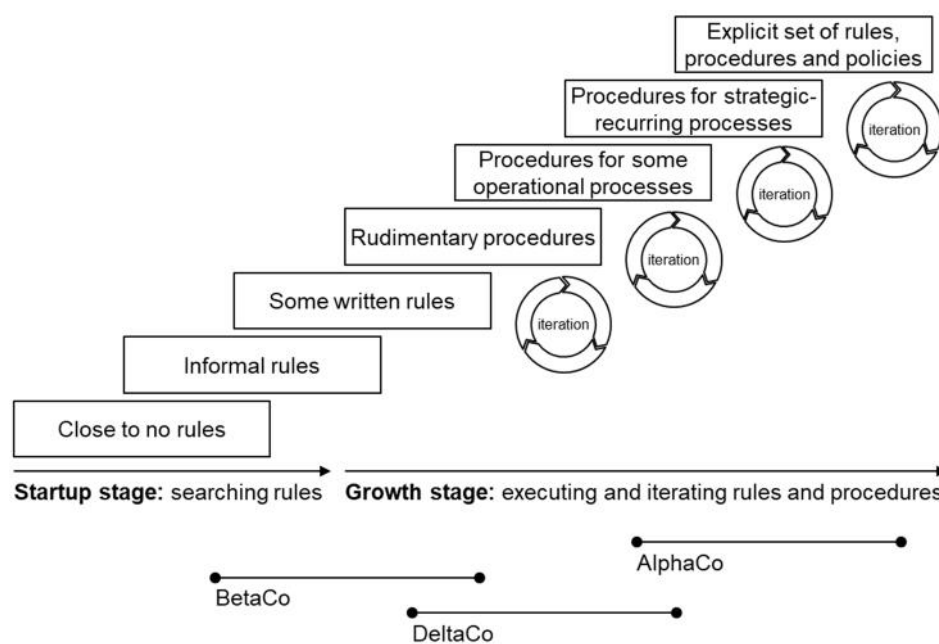 Explicit set of rules,
procedures and policies
Procedures for strategic-
recurring processes
iteration
Procedures for some
operational processes
iteration
Rudimentary procedures
iteration
Some written rules
iteration
Informal rules
Close to no rules
Startup stage: searching rules
Growth stage: executing and iterating rules and procedures
AlphaCo
BetaCo
DeltaCo